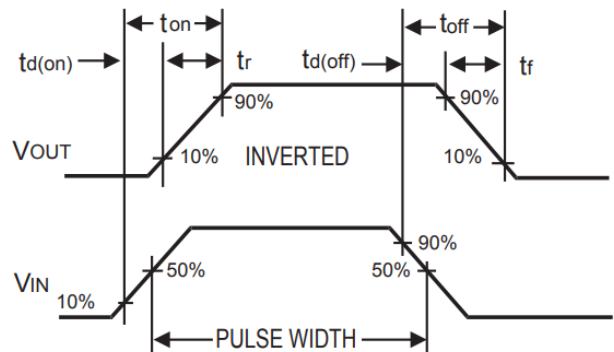 ton
toff
td(on)
tr
td(off)
tf
90%
90%
VOUT
10%
INVERTED
10%
90%
VIN
50%
50%
10%
PULSE WIDTH